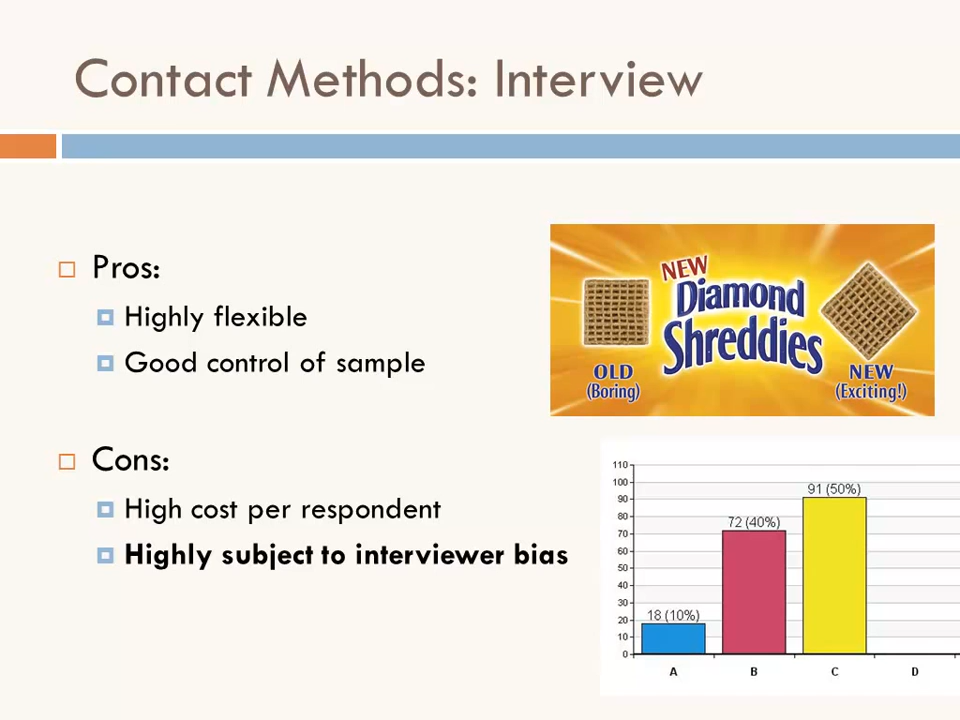 Contact Methods: Interview
Pros:
Highly flexible
Good control of sample
Cons:
High cost per respondent
Highly subject to interviewer bias
NEW
Diamond
Shreddies
OLD
(Boring)
NEW
(Exciting!)
110
100
90
80
70
60
50
40
30
20
10
0
18 (10%)
72 (40%)
91 (50%)
A B C D